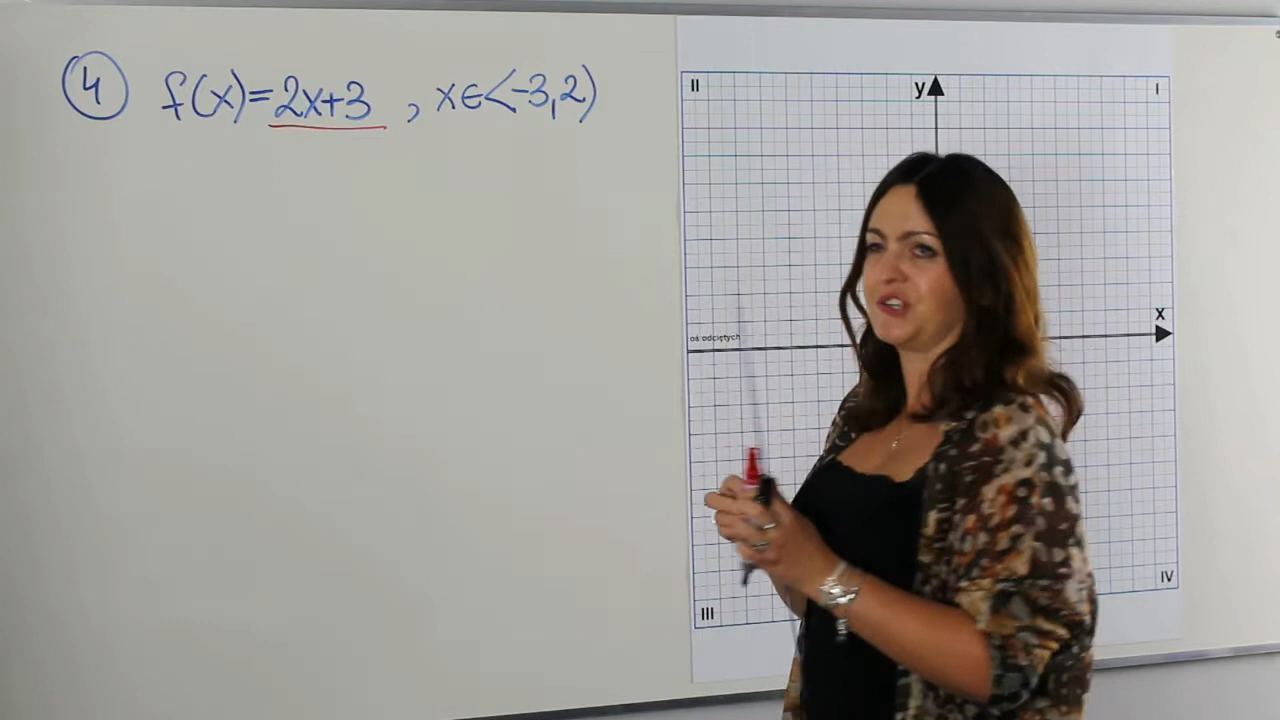 4 f(x)=2x+3 , x∈<-3,2)
II
y
I
x
oś odciętych
III
IV